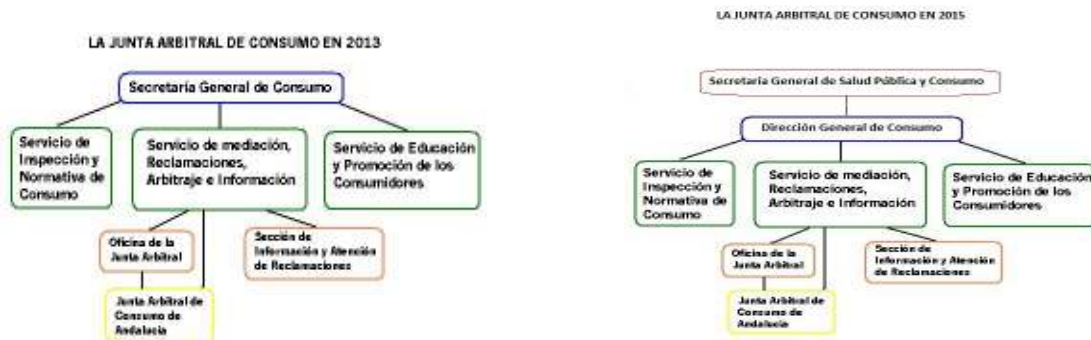 LA JUNTA ARBITRAL DE CONSUMO EN 2013
Secretaría General de Consumo
Servicio de
Inspección y
Normativa de
Consumo
Servicio de mediación,
Reclamaciones,
Arbitraje e Información
Servicio de Educación
y Promoción de los
Consumidores
Oficina de la
Junta Arbitral
Sección de
Información y Atención
de Reclamaciones
Junta Arbitral de
Consumo de
Andalucía
LA JUNTA ARBITRAL DE CONSUMO EN 2015
Secretaría General de Salud Pública y Consumo
Dirección General de Consumo
Servicio de
Inspección y
Normativa de
Consumo
Servicio de mediación,
Reclamaciones,
Arbitraje e Información
Servicio de Educación
y Promoción de los
Consumidores
Oficina de la
Junta Arbitral
Sección de
Información y Atención
de Reclamaciones
Junta Arbitral de
Consumo de
Andalucía